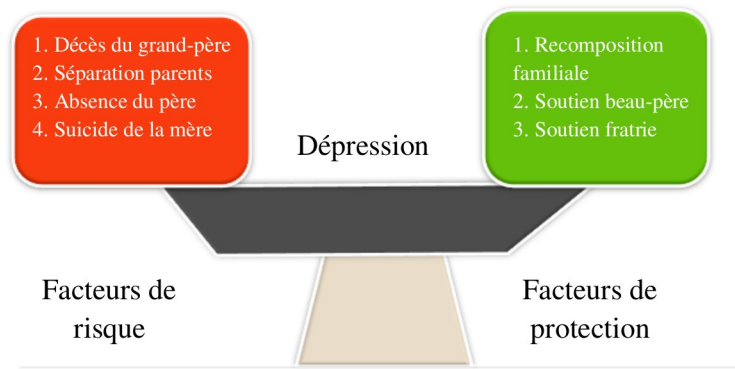 1. Décès du grand-père
2. Séparation parents
3. Absence du père
4. Suicide de la mère
1. Recomposition
familiale
2. Soutien beau-père
3. Soutien fratrie
Dépression
Facteurs de
risque
Facteurs de
protection